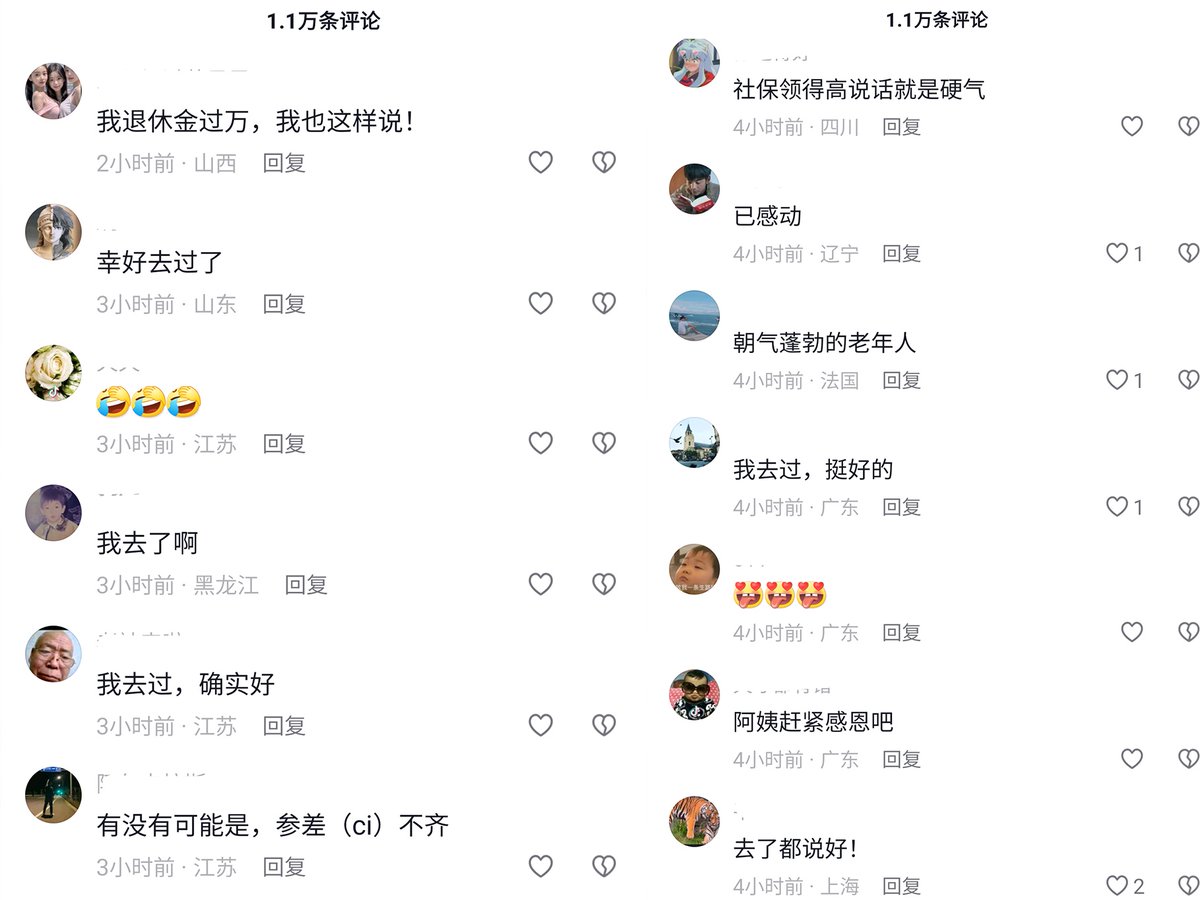 1.1万条评论
我退休金过万，我也这样说！
2小时前 · 山西 回复
幸好去过了
3小时前 · 山东 回复
3小时前 · 江苏 回复
我去了啊
3小时前 · 黑龙江 回复
我去过，确实好
3小时前 · 江苏 回复
有没有可能是，参差（ci）不齐
3小时前 · 江苏 回复
1.1万条评论
社保领得高说话就是硬气
4小时前 · 四川 回复
已感动
4小时前 · 辽宁 回复
1
朝气蓬勃的老年人
4小时前 · 法国 回复
1
我去过，挺好的
4小时前 · 广东 回复
1
4小时前 · 广东 回复
阿姨赶紧感恩吧
4小时前 · 广东 回复
去了都说好！
4小时前 · 上海 回复
2